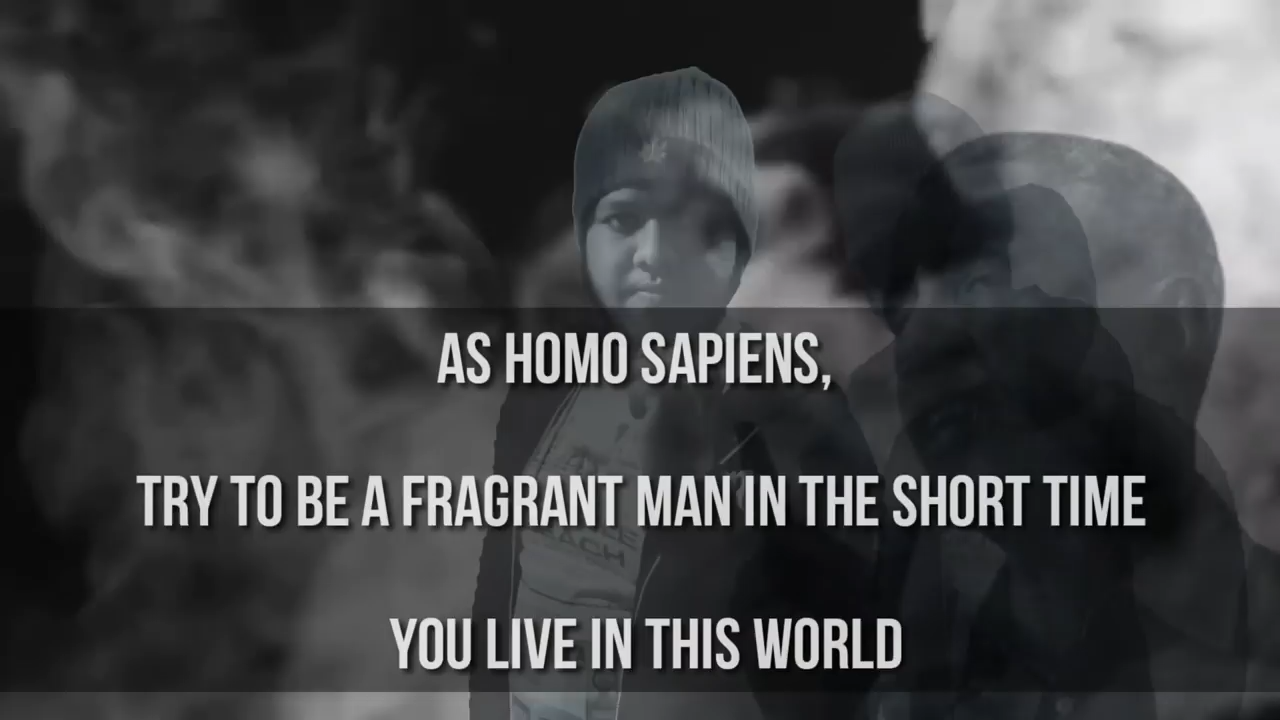 AS HOMO SAPIENS,
TRY TO BE A FRAGRANT MAN IN THE SHORT TIME
YOU LIVE IN THIS WORLD